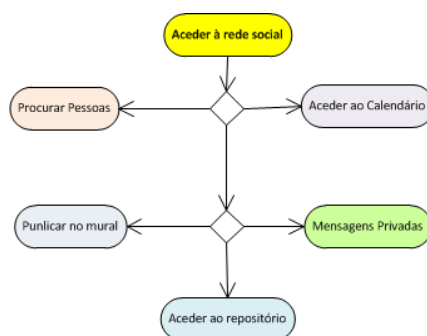 Aceder à rede social
Procurar Pessoas
Aceder ao Calendário
Punlicar no mural
Mensagens Privadas
Aceder ao repositório